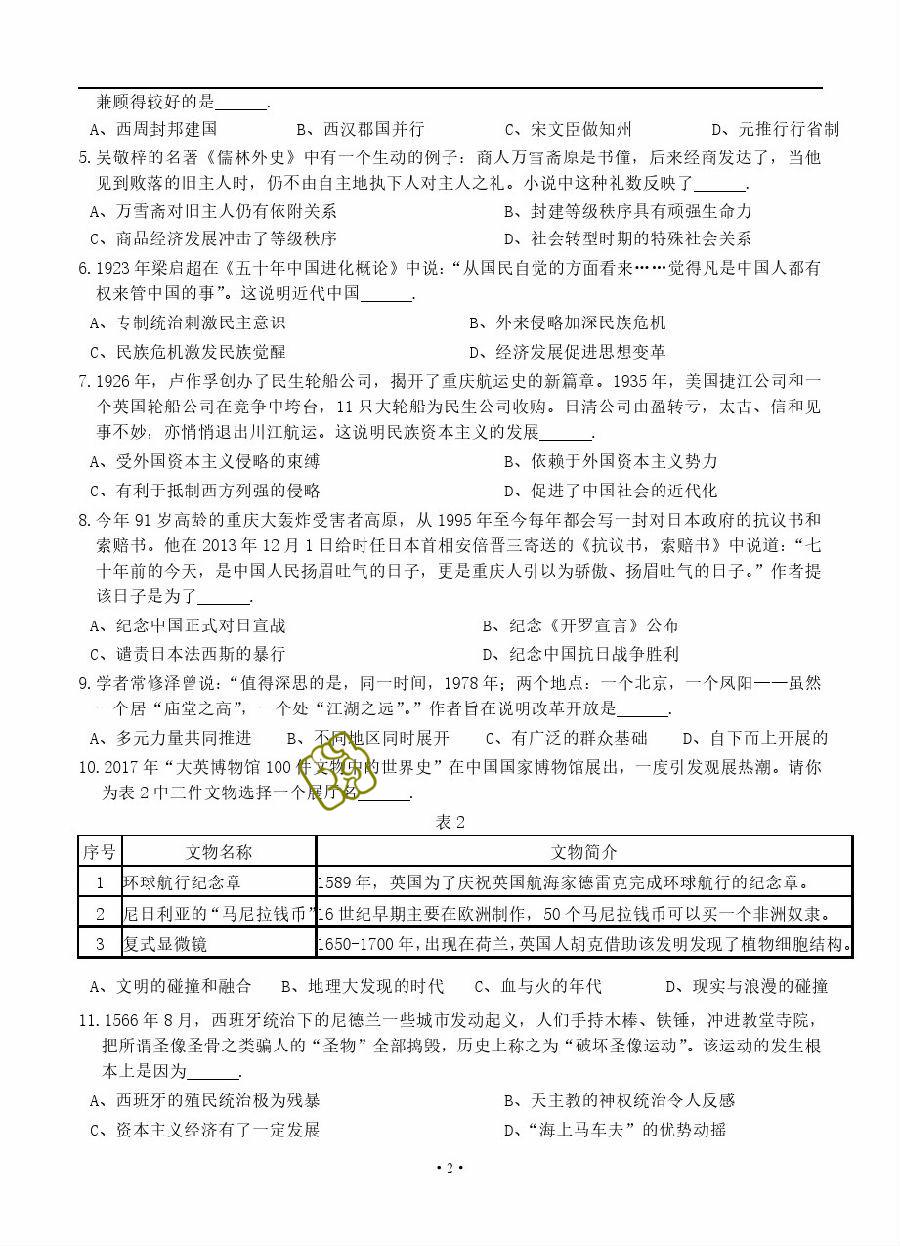 兼顾得较好的是______.
A、西周封邦建国 B、西汉郡国并行 C、宋文臣做知州 D、元推行行省制
5.吴敬梓的名著《儒林外史》中有一个生动的例子：商人万雪斋原是书僮，后来经商发达了，当他
见到败落的旧主人时，仍不由自主地执下人对主人之礼。小说中这种礼数反映了______.
A、万雪斋对旧主人仍有依附关系 B、封建等级秩序具有顽强生命力
C、商品经济发展冲击了等级秩序 D、社会转型时期的特殊社会关系
6.1923年梁启超在《五十年中国进化概论》中说：“从国民自觉的方面看来……觉得凡是中国人都有
权来管中国的事”。这说明近代中国______.
A、专制统治刺激民主意识 B、外来侵略加深民族危机
C、民族危机激发民族觉醒 D、经济发展促进思想变革
7.1926年，卢作孚创办了民生轮船公司，揭开了重庆航运史的新篇章。1935年，美国捷江公司和一
个英国轮船公司在竞争中垮台，11只大轮船为民生公司收购。日清公司由盈转亏，太古、信和见
事不妙，亦悄悄退出川江航运。这说明民族资本主义的发展______.
A、受外国资本主义侵略的束缚 B、依赖于外国资本主义势力
C、有利于抵制西方列强的侵略 D、促进了中国社会的近代化
8.今年91岁高龄的重庆大轰炸受害者高原，从1995年至今每年都会写一封对日本政府的抗议书和
索赔书。他在2013年12月1日给时任日本首相安倍晋三寄送的《抗议书，索赔书》中说道：“七
十年前的今天，是中国人民扬眉吐气的日子，更是重庆人引以为骄傲、扬眉吐气的日子。”作者提
该日子是为了______.
A、纪念中国正式对日宣战 B、纪念《开罗宣言》公布
C、谴责日本法西斯的暴行 D、纪念中国抗日战争胜利
9.学者常修泽曾说：“值得深思的是，同一时间，1978年；两个地点：一个北京，一个凤阳——虽然
一个居“庙堂之高”，一个处“江湖之远”。”作者旨在说明改革开放是______.
A、多元力量共同推进 B、不同地区同时展开 C、有广泛的群众基础 D、自下而上开展的
10.2017年“大英博物馆100件文物中的世界史”在中国国家博物馆展出，一度引发观展热潮。请你
为表2中三件文物选择一个展厅名______.
表2
序号 文物名称 文物简介
1 环球航行纪念章 1589年，英国为了庆祝英国航海家德雷克完成环球航行的纪念章。
2 尼日利亚的“马尼拉钱币” 16世纪早期主要在欧洲制作，50个马尼拉钱币可以买一个非洲奴隶。
3 复式显微镜 1650-1700年,出现在荷兰,英国人胡克借助该发明发现了植物细胞结构。
A、文明的碰撞和融合 B、地理大发现的时代 C、血与火的年代 D、现实与浪漫的碰撞
11.1566年8月，西班牙统治下的尼德兰一些城市发动起义，人们手持木棒、铁锤，冲进教堂寺院，
把所谓圣像圣骨之类骗人的“圣物”全部捣毁，历史上称之为“破坏圣像运动”。该运动的发生根
本上是因为______.
A、西班牙的殖民统治极为残暴 B、天主教的神权统治令人反感
C、资本主义经济有了一定发展 D、“海上马车夫”的优势动摇
·2·